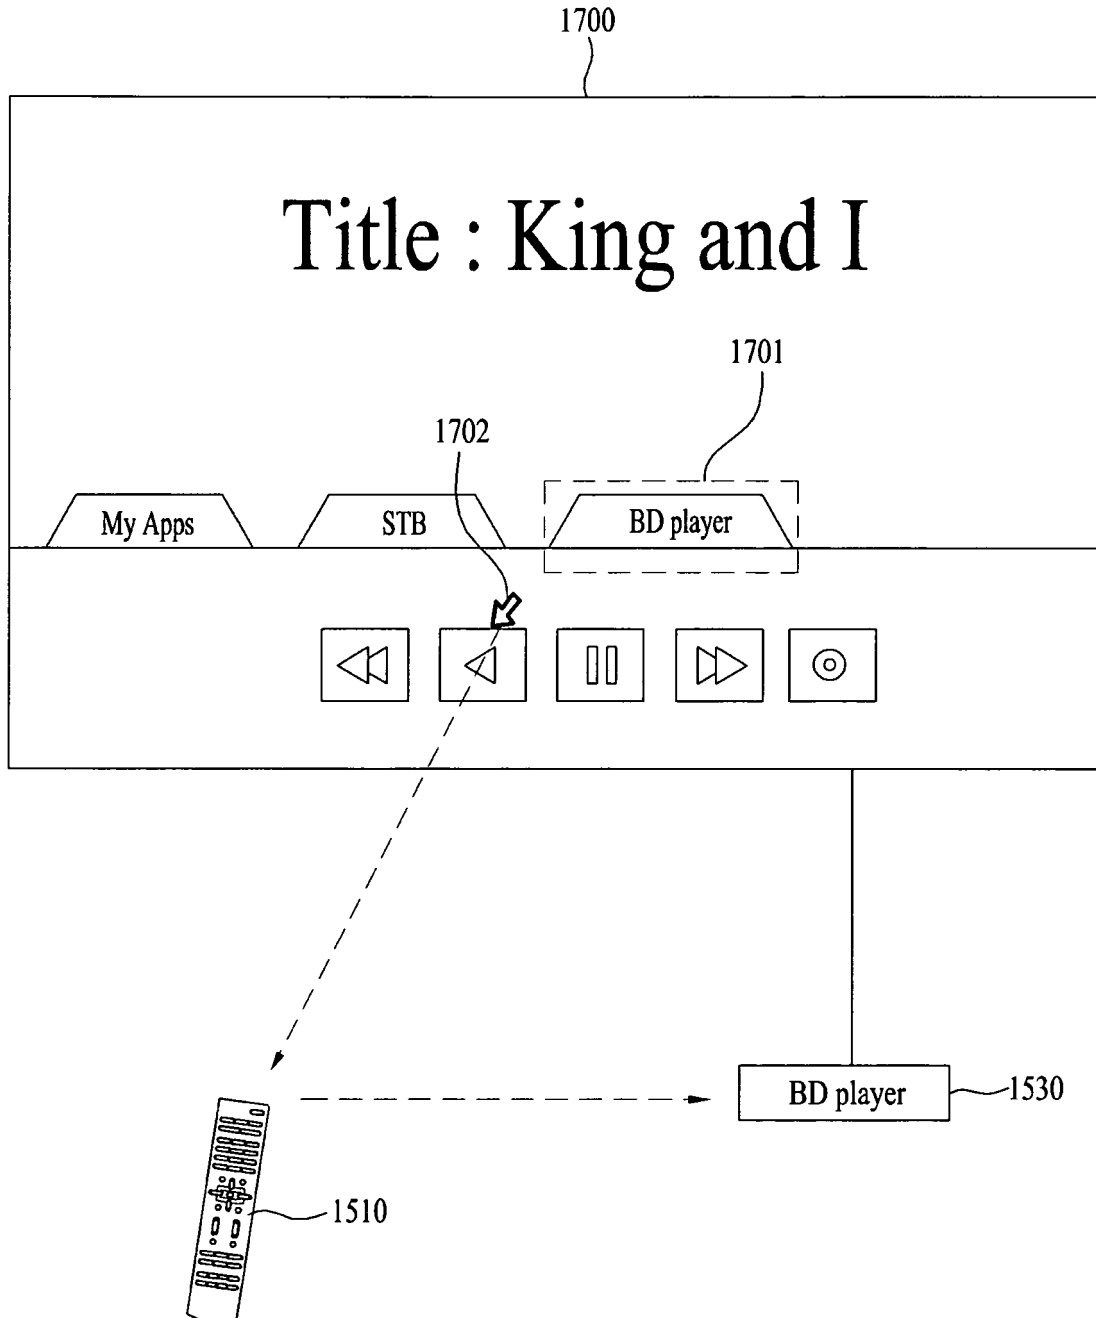 1700
Title : King and I
1701
1702
My Apps
STB
BD player
BD player
1530
1510